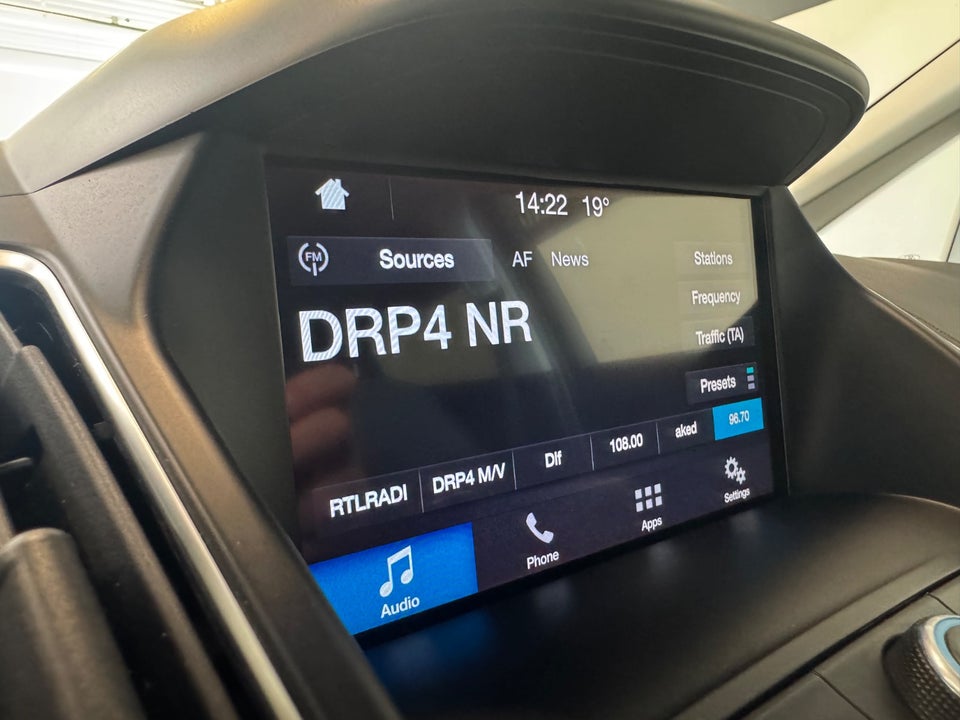 14:22 19°
FM Sources AF News Stations
Frequency
DRP4 NR
Traffic (TA)
Presets
RTLRADI DRP4 M/V Dlf 108.00 aked 96.70
Audio Phone Apps Settings